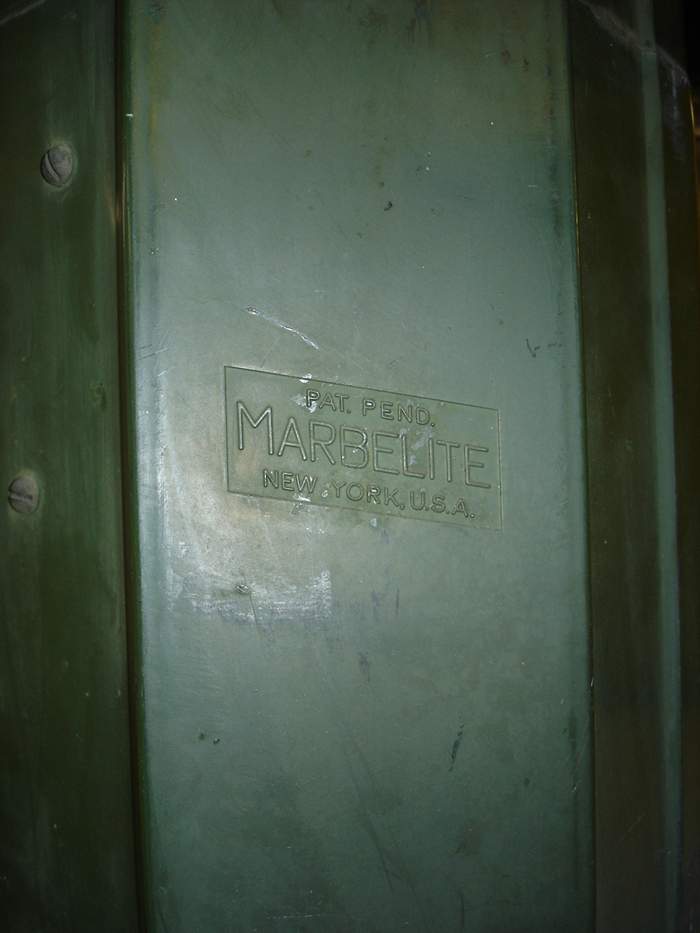 PAT. PEND.
MARBELITE
NEW YORK, U.S.A.